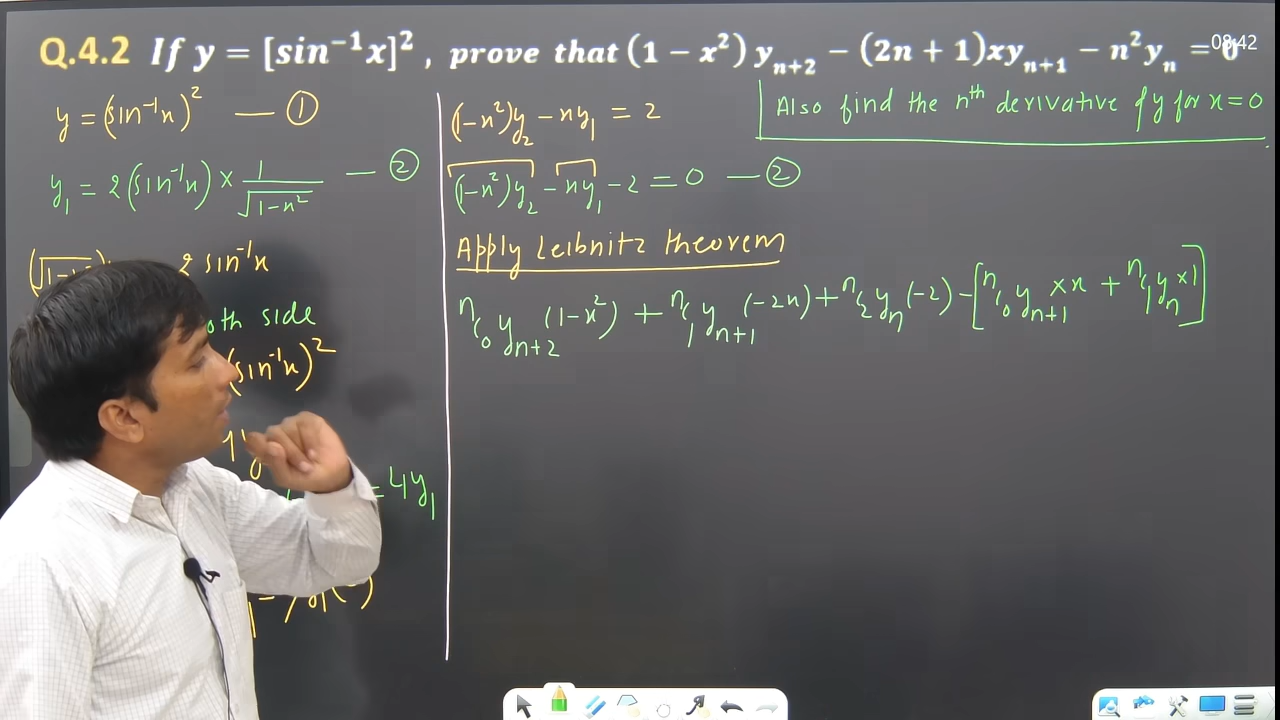 Q.4.2 If y = [sin⁻¹x]², prove that (1 − x²) yₙ₊₂ − (2n + 1)xyₙ₊₁ − n²yₙ = 0
08:42
Also find the nth derivative of y for x=0
y = (sin⁻¹x)² — ①
y₁ = 2(sin⁻¹x) × 1/√(1−x²) — ②
2 sin⁻¹x
side
(sin⁻¹x)²
= 4y₁
(1−x²)y₂ − xy₁ = 2
(1−x²)y₂ − xy₁ − 2 = 0 — ②
Apply Leibnitz theorem
ⁿC₀ yₙ₊₂ (1−x²) + ⁿC₁ yₙ₊₁ (−2x) + ⁿC₂ yₙ (−2) − [ⁿC₀ yₙ₊₁ × x + ⁿC₁ yₙ × 1]